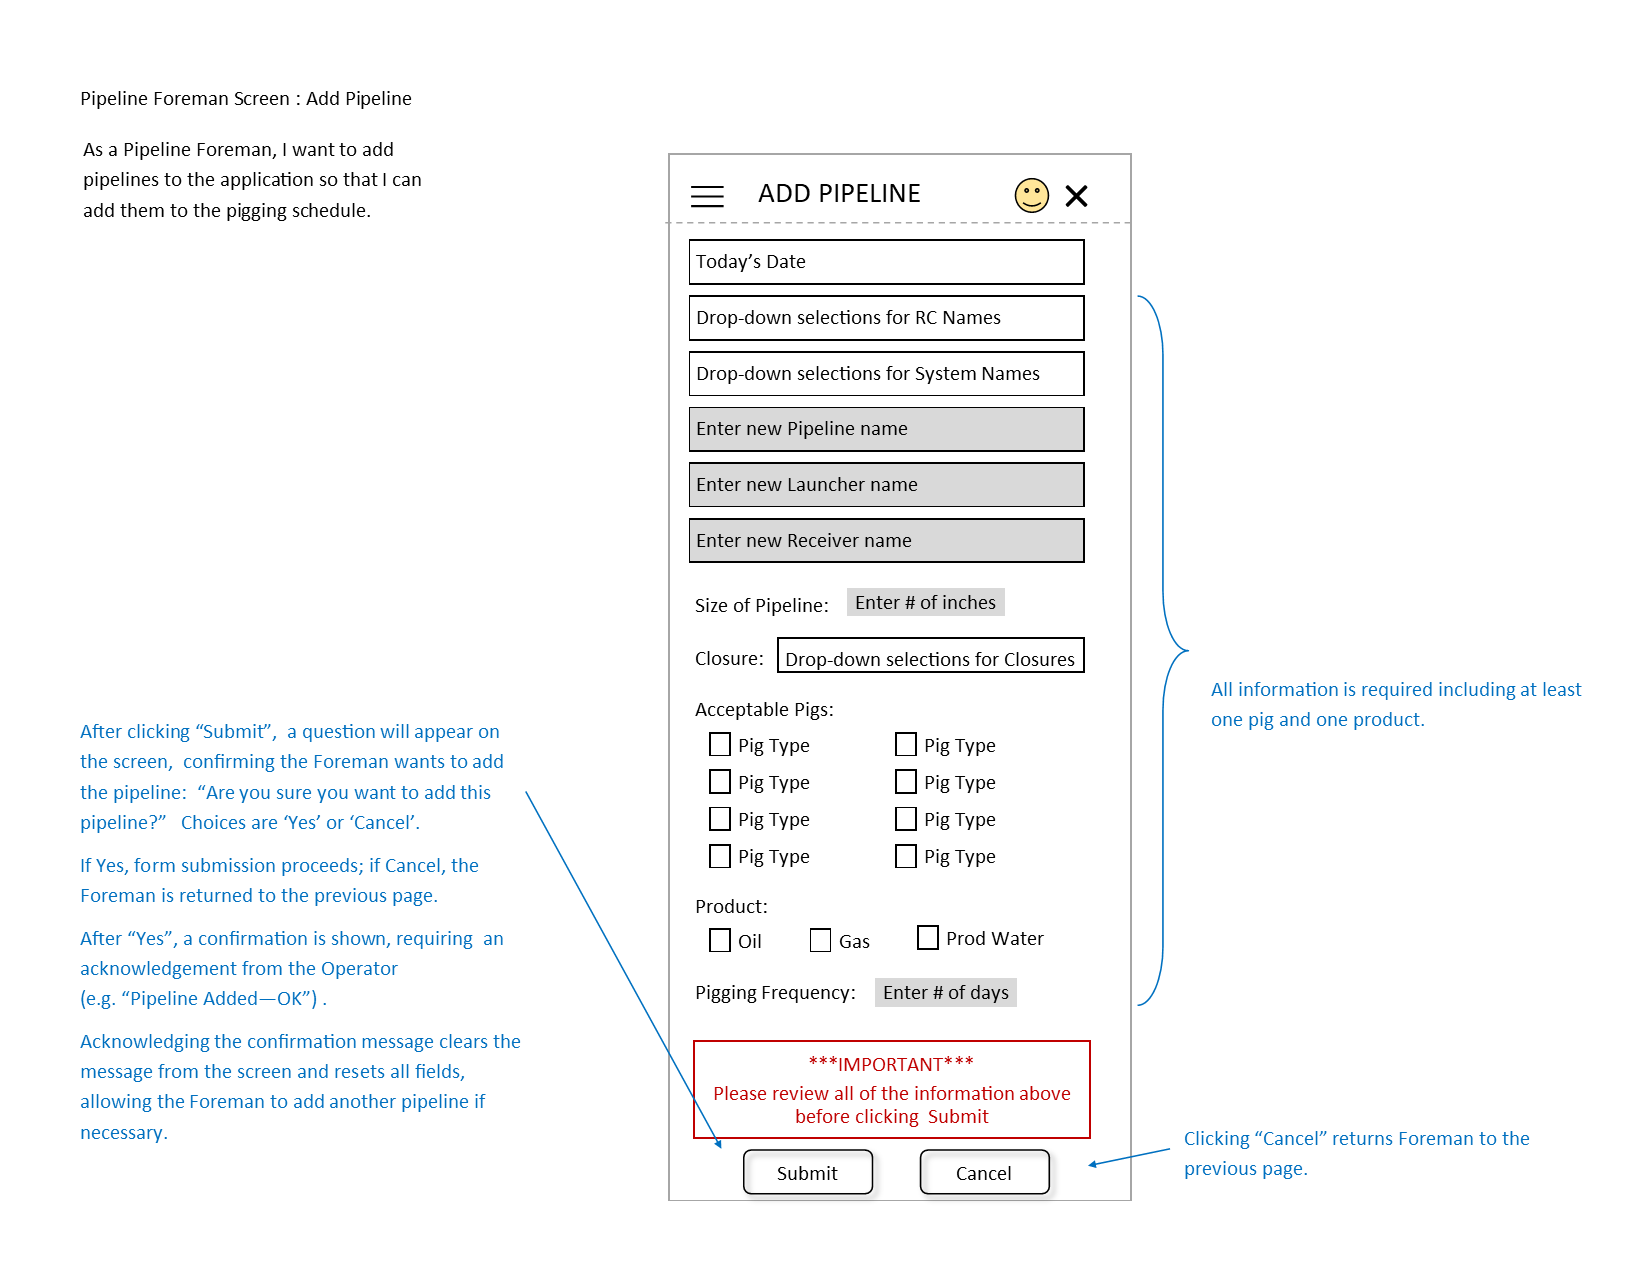 Pipeline Foreman Screen : Add Pipeline
As a Pipeline Foreman, I want to add
pipelines to the application so that I can
add them to the pigging schedule.
ADD PIPELINE
Today’s Date
Drop-down selections for RC Names
Drop-down selections for System Names
Enter new Pipeline name
Enter new Launcher name
Enter new Receiver name
Size of Pipeline: Enter # of inches
Closure: Drop-down selections for Closures
Acceptable Pigs:
Pig Type Pig Type
Pig Type Pig Type
Pig Type Pig Type
Pig Type Pig Type
Product:
Oil Gas Prod Water
Pigging Frequency: Enter # of days
***IMPORTANT***
Please review all of the information above
before clicking  Submit
Submit Cancel
All information is required including at least
one pig and one product.
After clicking “Submit”,  a question will appear on
the screen,  confirming the Foreman wants to add
the pipeline:  “Are you sure you want to add this
pipeline?”   Choices are ‘Yes’ or ‘Cancel’.
If Yes, form submission proceeds; if Cancel, the
Foreman is returned to the previous page.
After “Yes”, a confirmation is shown, requiring  an
acknowledgement from the Operator
(e.g. “Pipeline Added—OK”) .
Acknowledging the confirmation message clears the
message from the screen and resets all fields,
allowing the Foreman to add another pipeline if
necessary.
Clicking “Cancel” returns Foreman to the
previous page.